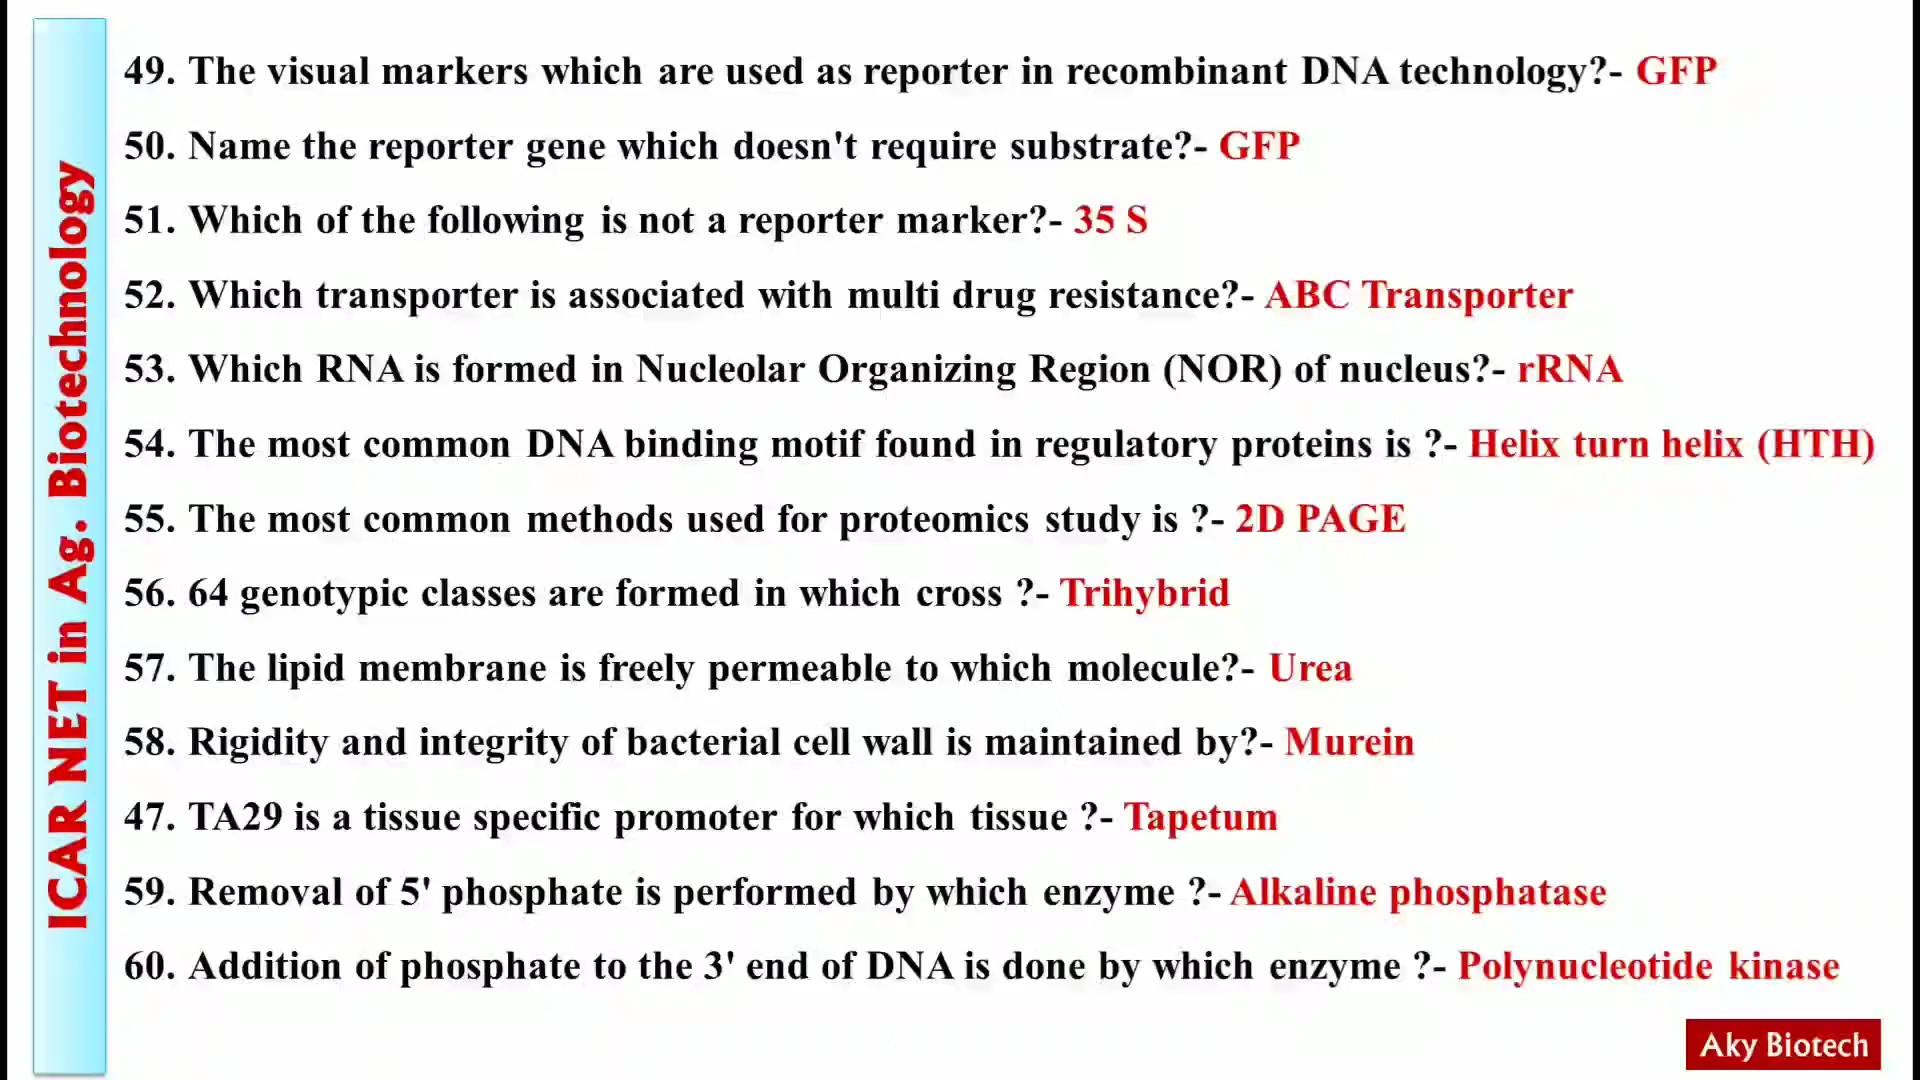 ICAR NET in Ag. Biotechnology
49. The visual markers which are used as reporter in recombinant DNA technology?- GFP
50. Name the reporter gene which doesn't require substrate?- GFP
51. Which of the following is not a reporter marker?- 35 S
52. Which transporter is associated with multi drug resistance?- ABC Transporter
53. Which RNA is formed in Nucleolar Organizing Region (NOR) of nucleus?- rRNA
54. The most common DNA binding motif found in regulatory proteins is ?- Helix turn helix (HTH)
55. The most common methods used for proteomics study is ?- 2D PAGE
56. 64 genotypic classes are formed in which cross ?- Trihybrid
57. The lipid membrane is freely permeable to which molecule?- Urea
58. Rigidity and integrity of bacterial cell wall is maintained by?- Murein
47. TA29 is a tissue specific promoter for which tissue ?- Tapetum
59. Removal of 5' phosphate is performed by which enzyme ?- Alkaline phosphatase
60. Addition of phosphate to the 3' end of DNA is done by which enzyme ?- Polynucleotide kinase
Aky Biotech